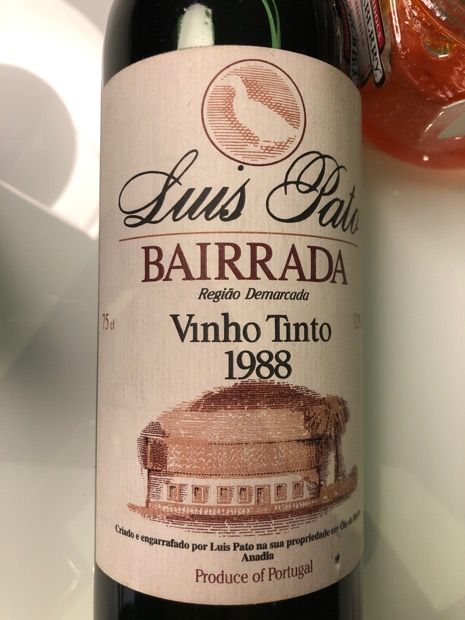 Luis Pato
BAIRRADA
Região Demarcada
75 cl
Vinho Tinto
1988
Criado e engarrafado por Luis Pato na sua propriedade em
Anadia
Produce of Portugal